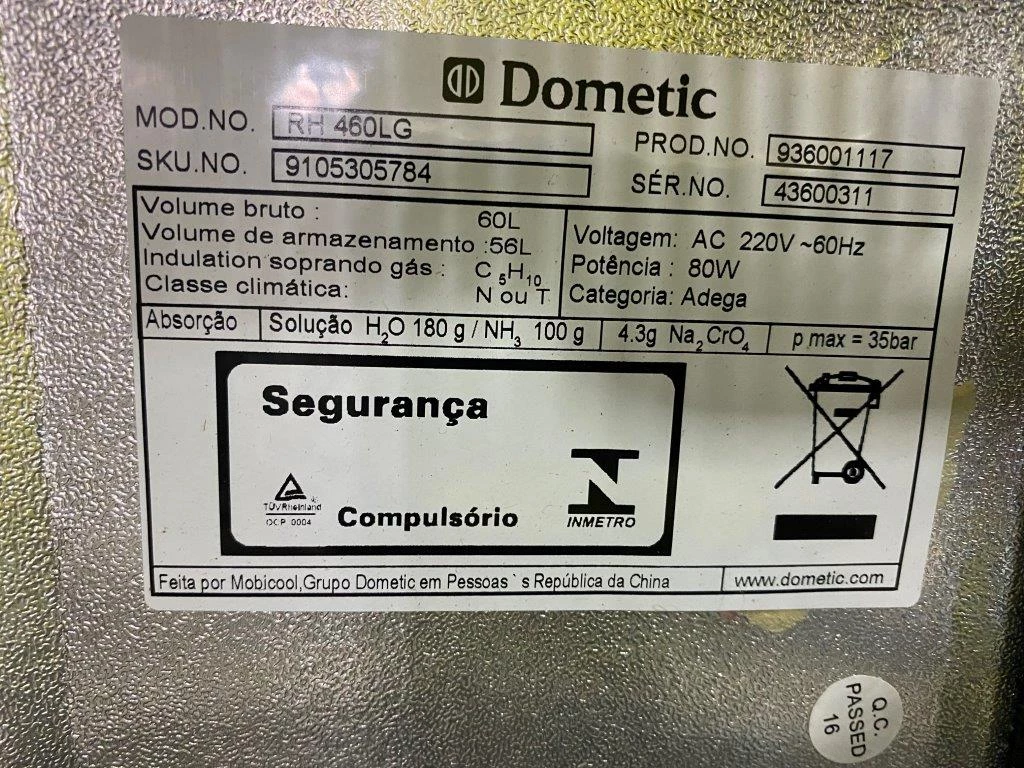 Dometic
MOD.NO. RH 460LG
PROD.NO. 936001117
SKU.NO. 9105305784
SÉR.NO. 43600311
Volume bruto : 60L
Volume de armazenamento :56L
Indulation soprando gás : C₅H₁₀
Classe climática: N ou T
Voltagem: AC 220V ~60Hz
Potência : 80W
Categoria: Adega
Absorção Solução H₂O 180 g / NH₃ 100 g 4.3g Na₂CrO₄ p max = 35bar
Segurança
TÜVRheinland
OCP 0004
Compulsório
INMETRO
Feita por Mobicool,Grupo Dometic em Pessoas`s República da China
www.dometic.com
Q.C.
PASSED
16